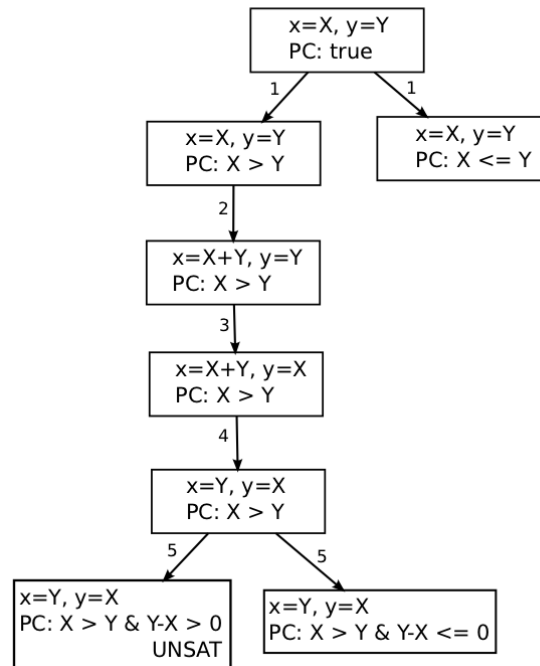 x=X, y=Y
PC: true
1
1
x=X, y=Y
PC: X > Y
x=X, y=Y
PC: X <= Y
2
x=X+Y, y=Y
PC: X > Y
3
x=X+Y, y=X
PC: X > Y
4
x=Y, y=X
PC: X > Y
5
5
x=Y, y=X
PC: X > Y & Y-X > 0
UNSAT
x=Y, y=X
PC: X > Y & Y-X <= 0